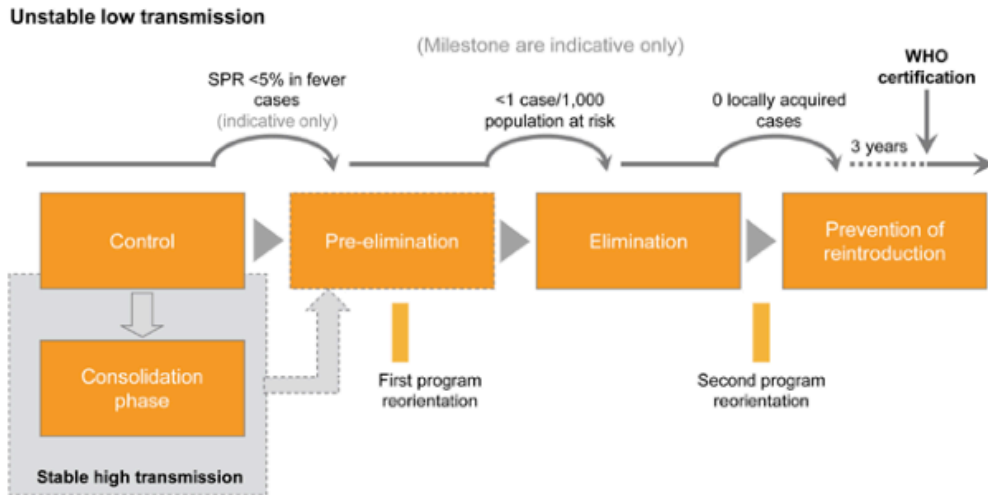 Unstable low transmission
(Milestone are indicative only)
SPR <5% in fever
cases
(indicative only)
<1 case/1,000
population at risk
0 locally acquired
cases
3 years
WHO
certification
Control
Pre-elimination
Elimination
Prevention of
reintroduction
Consolidation
phase
First program
reorientation
Second program
reorientation
Stable high transmission